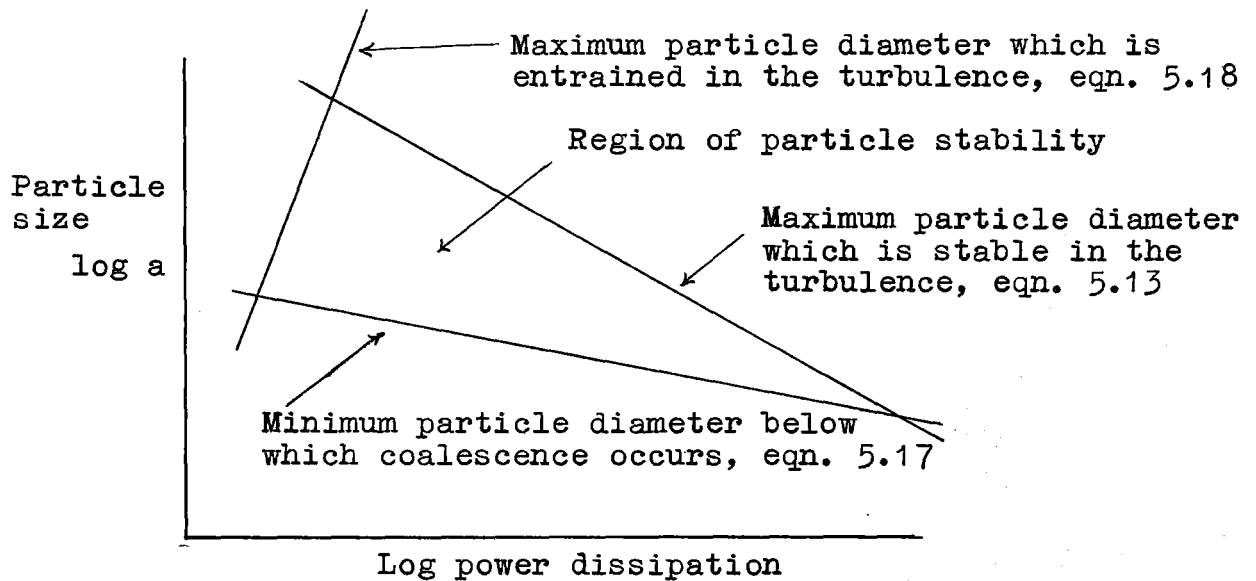 Maximum particle diameter which is
entrained in the turbulence, eqn. 5.18
Region of particle stability
Particle
size
log a
Maximum particle diameter
which is stable in the
turbulence, eqn. 5.13
Minimum particle diameter below
which coalescence occurs, eqn. 5.17
Log power dissipation